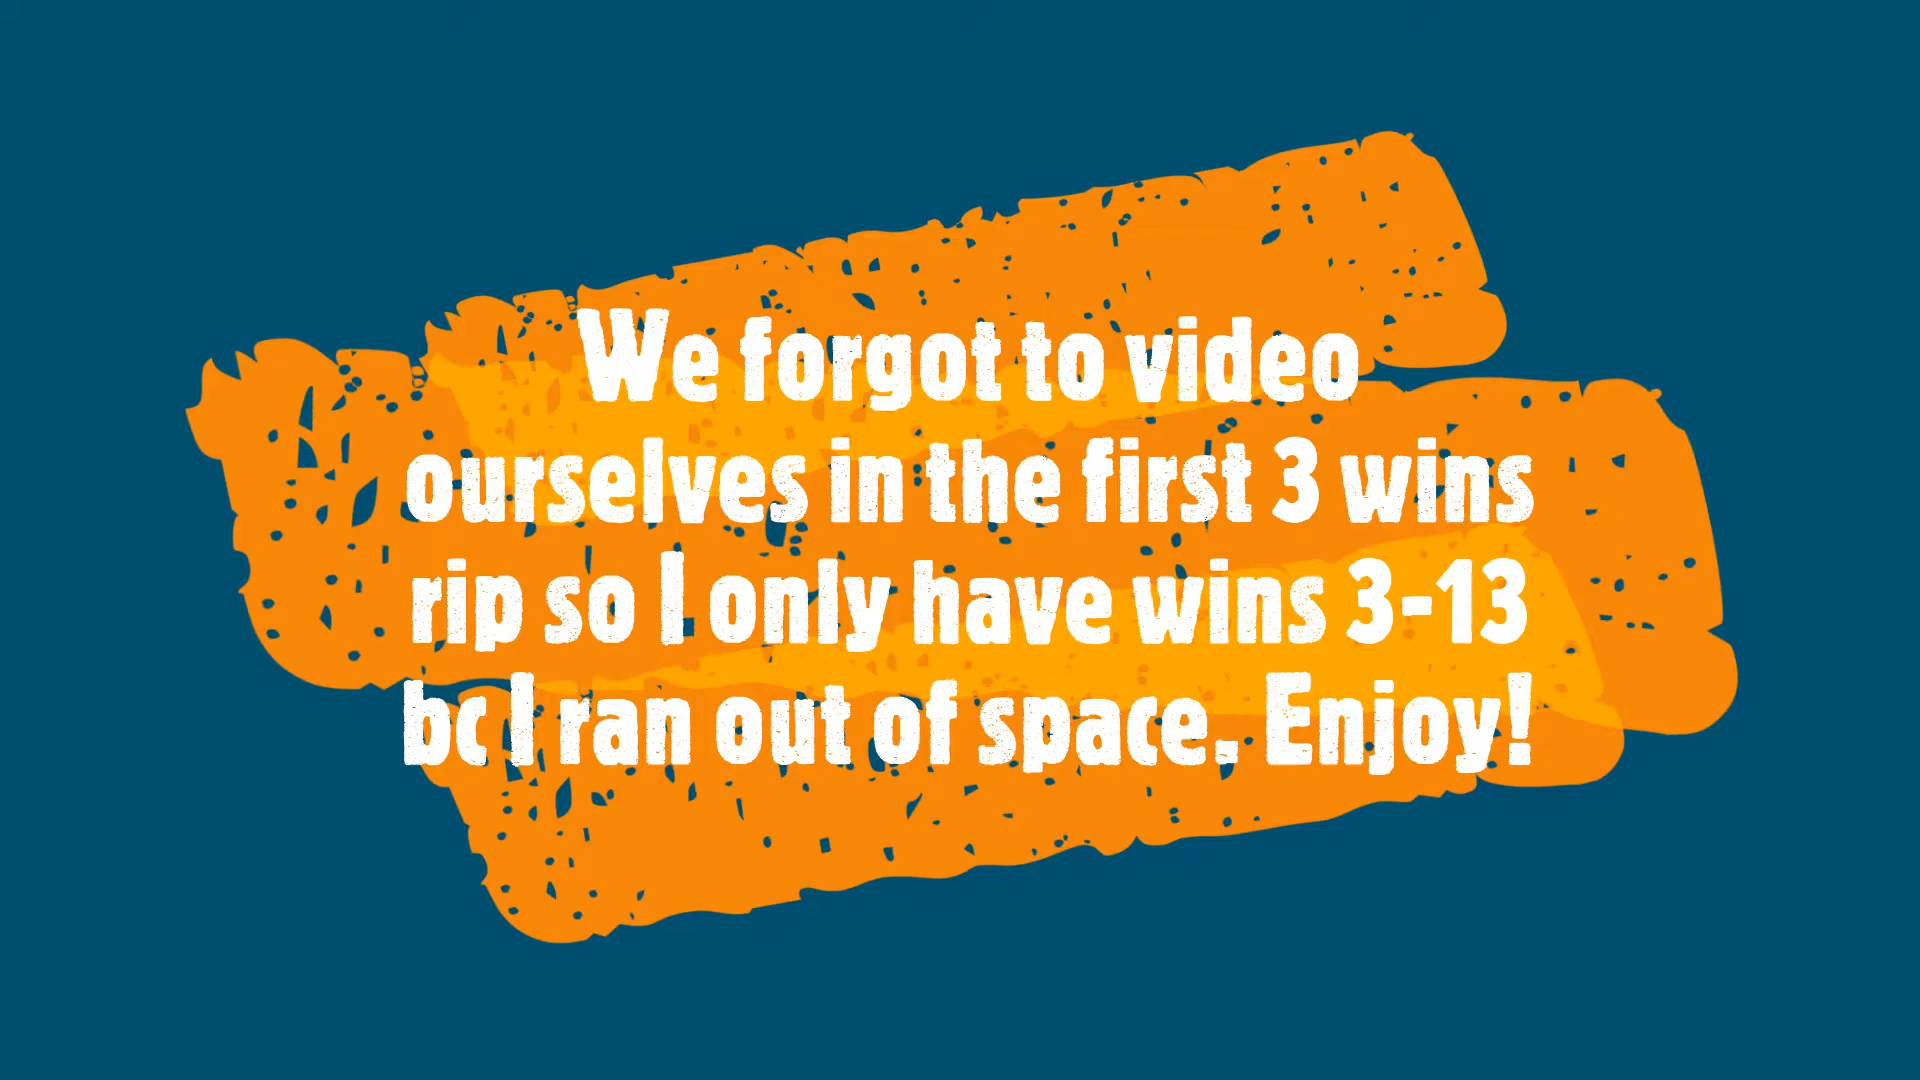 We forgot to video
ourselves in the first 3 wins
rip so I only have wins 3-13
bc I ran out of space. Enjoy!